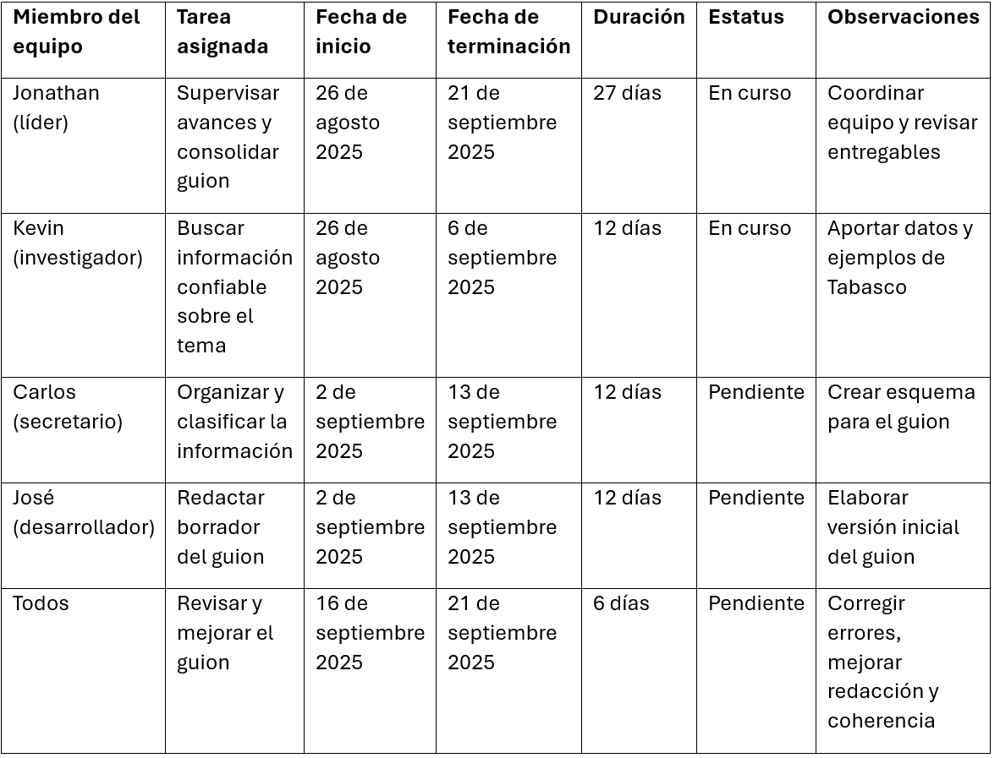 Miembro del equipo | Tarea asignada | Fecha de inicio | Fecha de terminación | Duración | Estatus | Observaciones
Jonathan (líder) | Supervisar avances y consolidar guion | 26 de agosto 2025 | 21 de septiembre 2025 | 27 días | En curso | Coordinar equipo y revisar entregables
Kevin (investigador) | Buscar información confiable sobre el tema | 26 de agosto 2025 | 6 de septiembre 2025 | 12 días | En curso | Aportar datos y ejemplos de Tabasco
Carlos (secretario) | Organizar y clasificar la información | 2 de septiembre 2025 | 13 de septiembre 2025 | 12 días | Pendiente | Crear esquema para el guion
José (desarrollador) | Redactar borrador del guion | 2 de septiembre 2025 | 13 de septiembre 2025 | 12 días | Pendiente | Elaborar versión inicial del guion
Todos | Revisar y mejorar el guion | 16 de septiembre 2025 | 21 de septiembre 2025 | 6 días | Pendiente | Corregir errores, mejorar redacción y coherencia